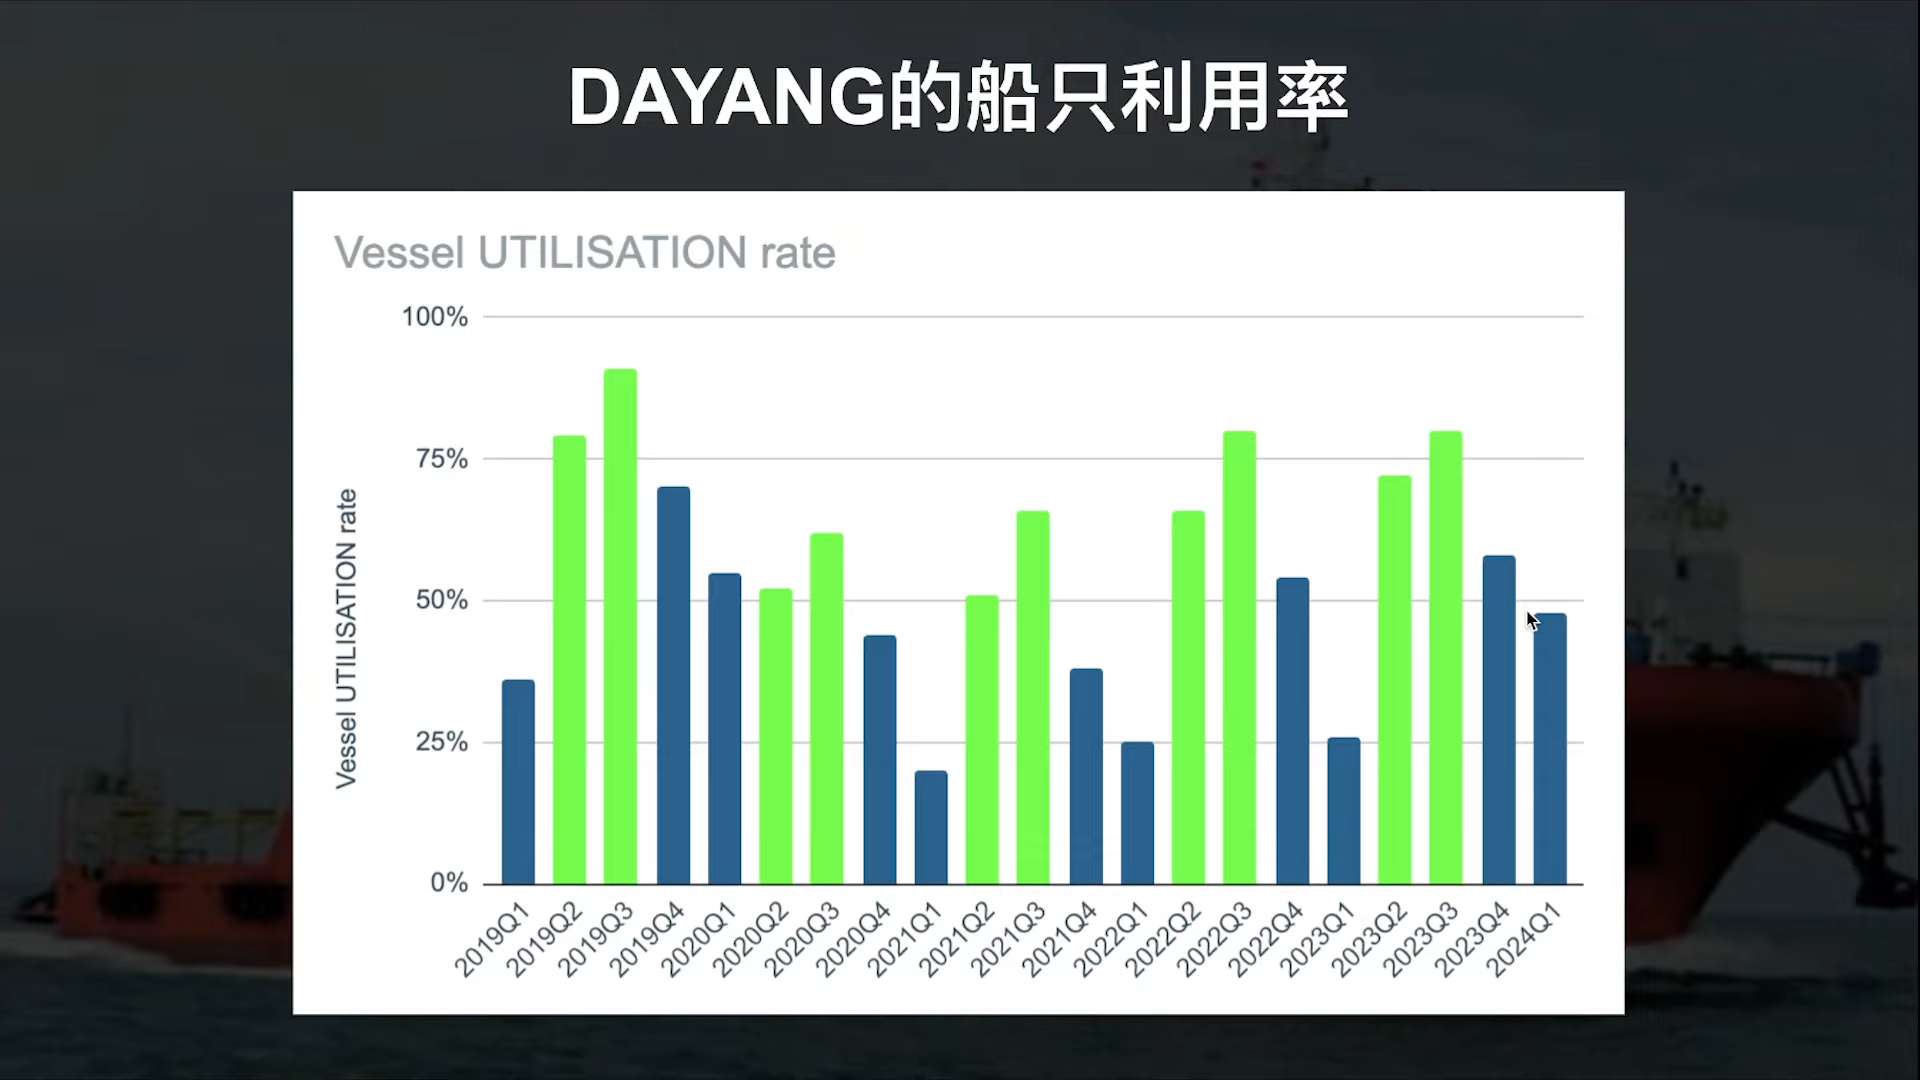 DAYANG的船只利用率
Vessel UTILISATION rate
100%
75%
50%
25%
0%
Vessel UTILISATION rate
2019Q1
2019Q2
2019Q3
2019Q4
2020Q1
2020Q2
2020Q3
2020Q4
2021Q1
2021Q2
2021Q3
2021Q4
2022Q1
2022Q2
2022Q3
2022Q4
2023Q1
2023Q2
2023Q3
2023Q4
2024Q1